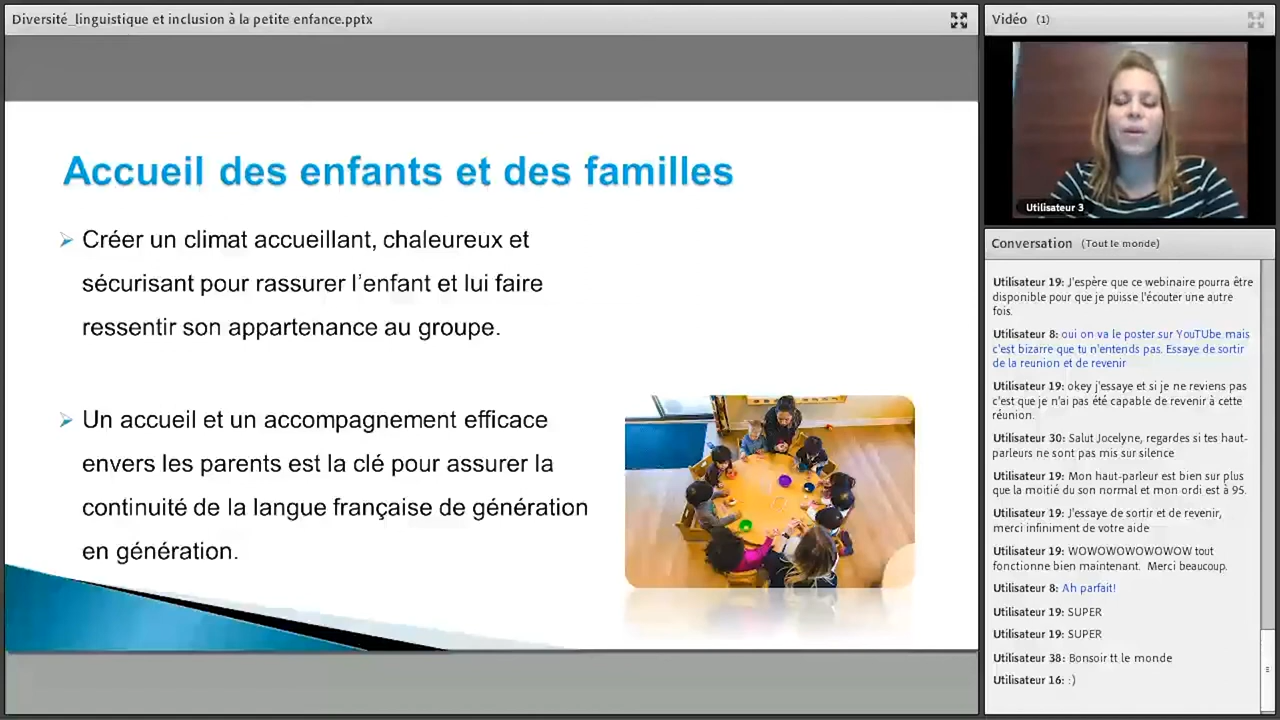 Diversité_linguistique et inclusion à la petite enfance.pptx
Accueil des enfants et des familles
Créer un climat accueillant, chaleureux et
sécurisant pour rassurer l'enfant et lui faire
ressentir son appartenance au groupe.
Un accueil et un accompagnement efficace
envers les parents est la clé pour assurer la
continuité de la langue française de génération
en génération.
Vidéo (1)
Utilisateur 3
Conversation (Tout le monde)
Utilisateur 19: J'espère que ce webinaire pourra être
disponible pour que je puisse l'écouter une autre
fois.
Utilisateur 8: oui on va le poster sur YouTUbe mais
c'est bizarre que tu n'entends pas. Essaye de sortir
de la reunion et de revenir
Utilisateur 19: okey j'essaye et si je ne reviens pas
c'est que je n'ai pas été capable de revenir à cette
réunion.
Utilisateur 30: Salut Jocelyne, regardes si tes haut-
parleurs ne sont pas mis sur silence
Utilisateur 19: Mon haut-parleur est bien sur plus
que la moitié du son normal et mon ordi est à 95.
Utilisateur 19: J'essaye de sortir et de revenir,
merci infiniment de votre aide
Utilisateur 19: WOWOWOWOWOWOW tout
fonctionne bien maintenant. Merci beaucoup.
Utilisateur 8: Ah parfait!
Utilisateur 19: SUPER
Utilisateur 19: SUPER
Utilisateur 38: Bonsoir tt le monde
Utilisateur 16: :)